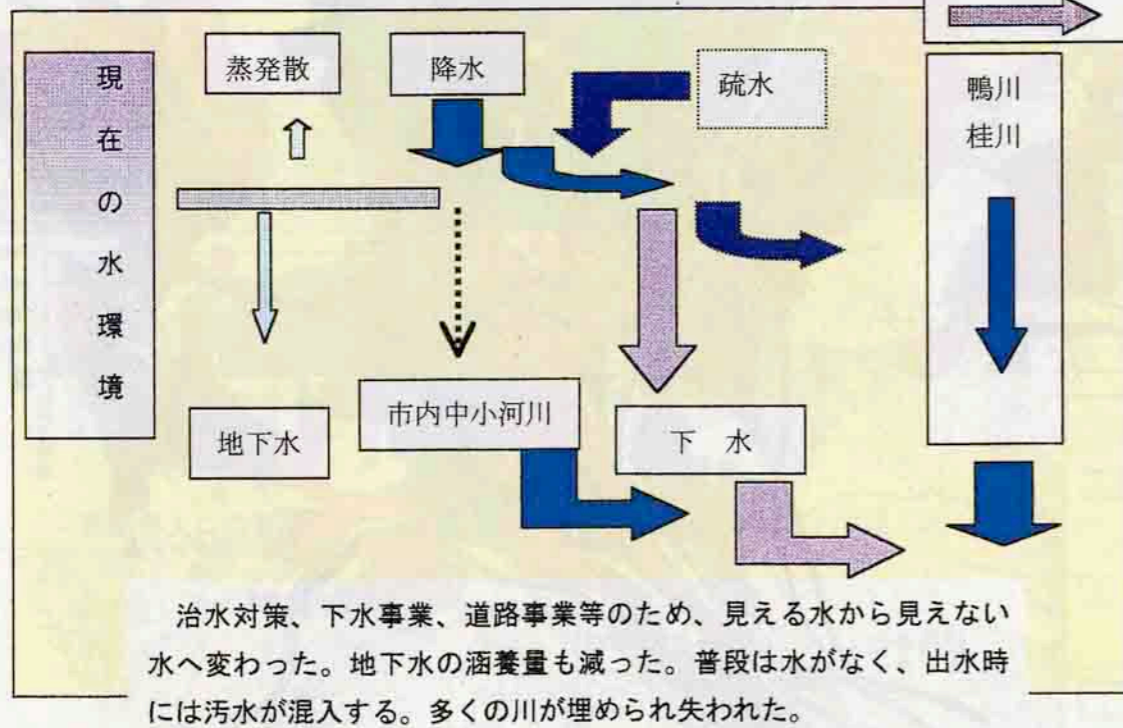 現在の水環境
蒸発散
降水
疏水
鴨川
桂川
地下水
市内中小河川
下　水
　治水対策、下水事業、道路事業等のため、見える水から見えない
水へ変わった。地下水の涵養量も減った。普段は水がなく、出水時
には汚水が混入する。多くの川が埋められ失われた。